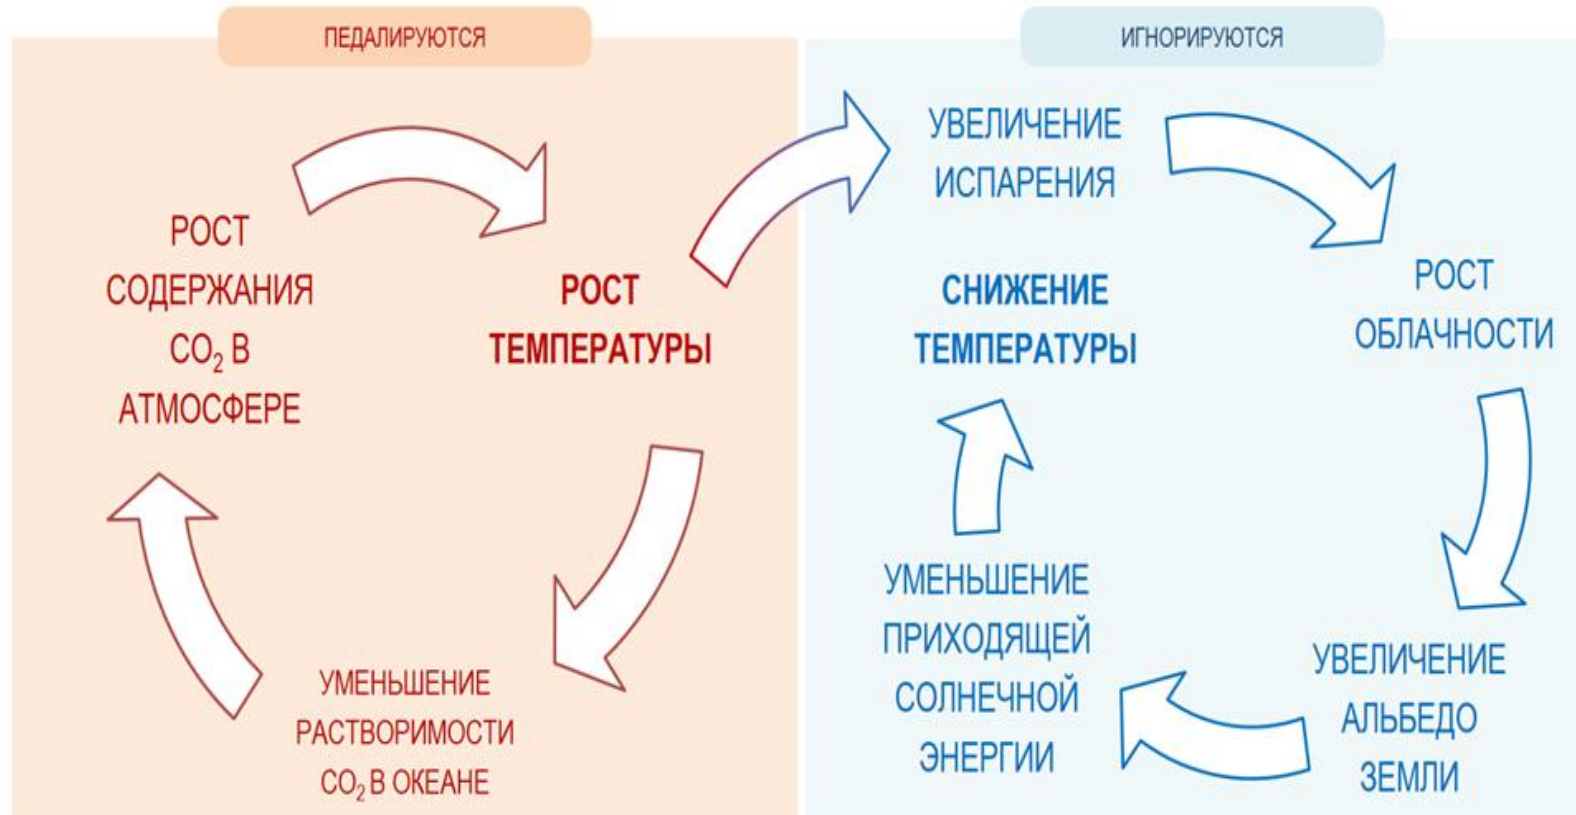 ПЕДАЛИРУЮТСЯ
РОСТ
СОДЕРЖАНИЯ
CO₂ В
АТМОСФЕРЕ
РОСТ
ТЕМПЕРАТУРЫ
УМЕНЬШЕНИЕ
РАСТВОРИМОСТИ
CO₂ В ОКЕАНЕ
ИГНОРИРУЮТСЯ
УВЕЛИЧЕНИЕ
ИСПАРЕНИЯ
РОСТ
ОБЛАЧНОСТИ
УВЕЛИЧЕНИЕ
АЛЬБЕДО
ЗЕМЛИ
УМЕНЬШЕНИЕ
ПРИХОДЯЩЕЙ
СОЛНЕЧНОЙ
ЭНЕРГИИ
СНИЖЕНИЕ
ТЕМПЕРАТУРЫ